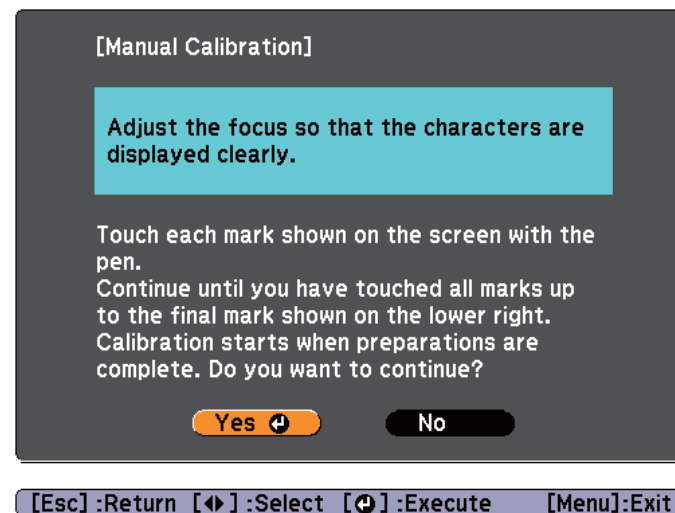 [Manual Calibration]
Adjust the focus so that the characters are
displayed clearly.
Touch each mark shown on the screen with the
pen.
Continue until you have touched all marks up
to the final mark shown on the lower right.
Calibration starts when preparations are
complete. Do you want to continue?
Yes No
[Esc] :Return [◆] :Select [⏎] :Execute [Menu]:Exit